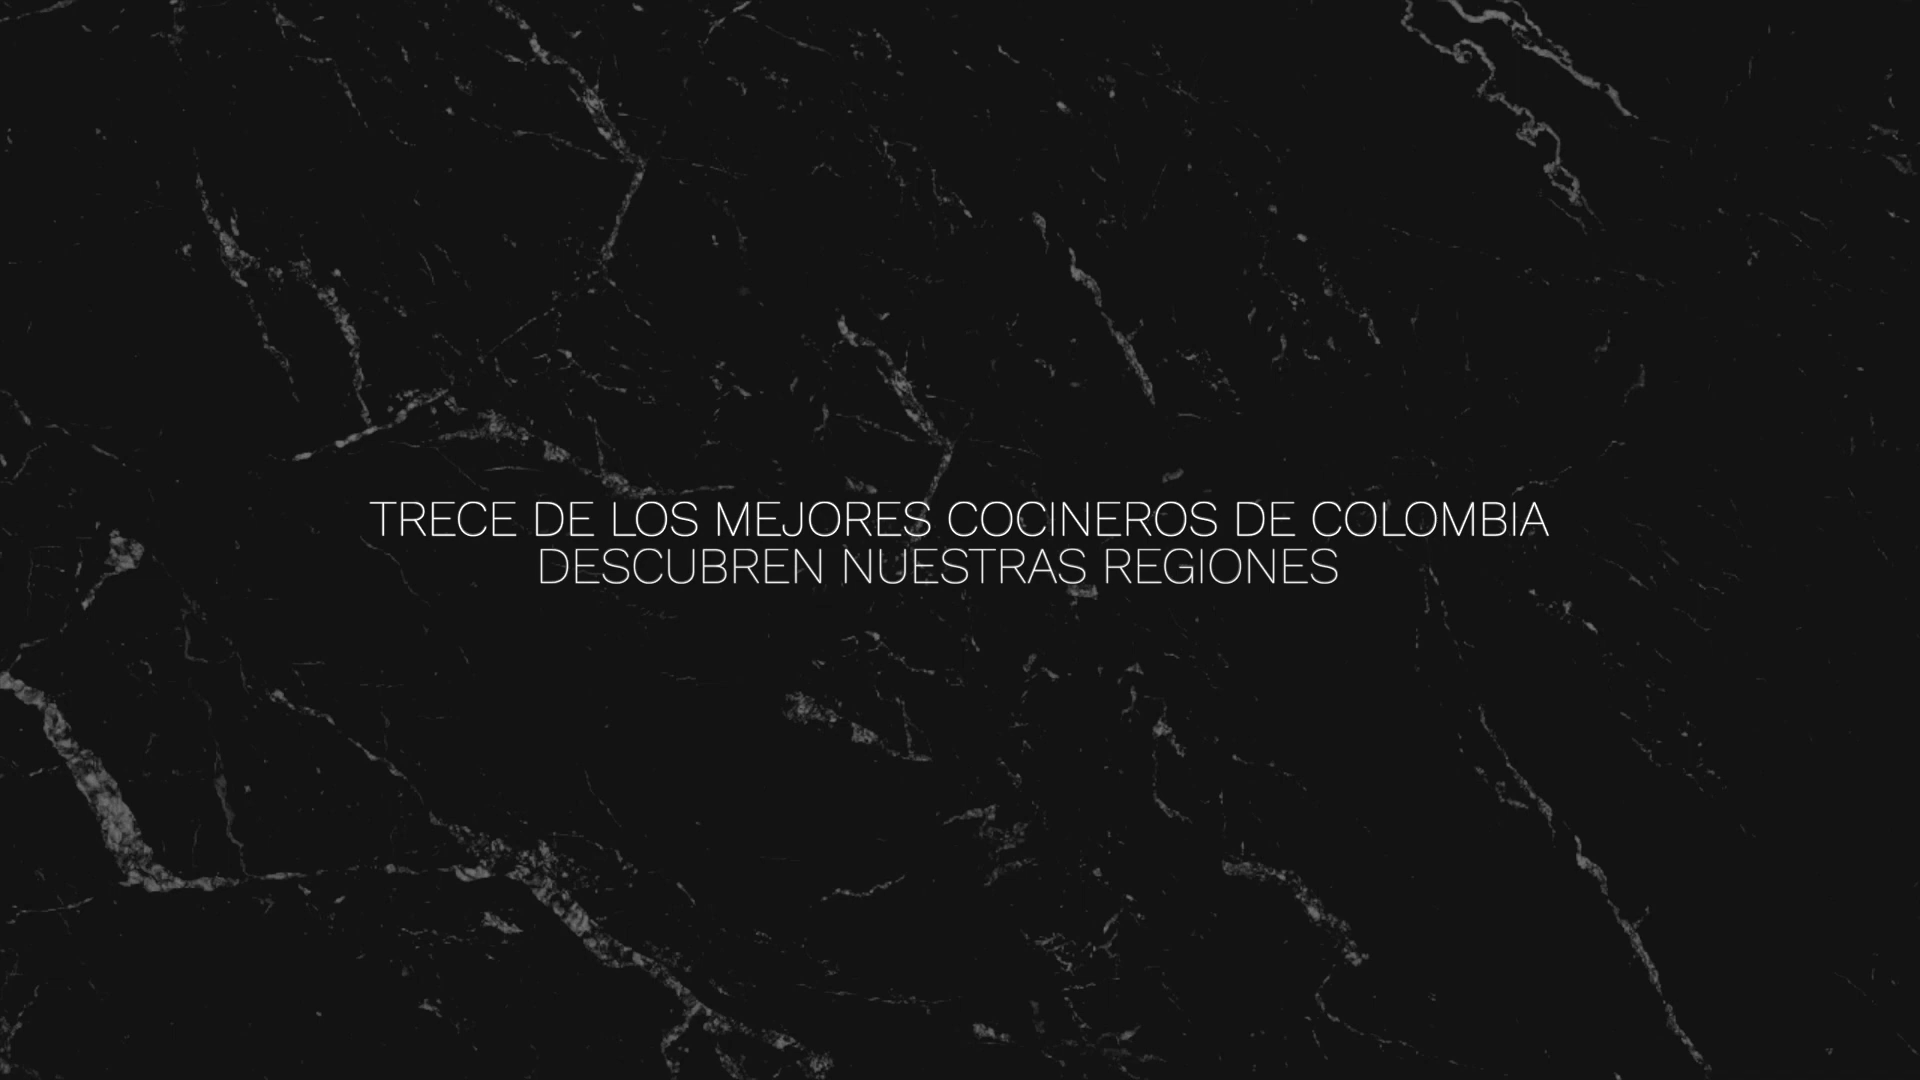 TRECE DE LOS MEJORES COCINEROS DE COLOMBIA
DESCUBREN NUESTRAS REGIONES